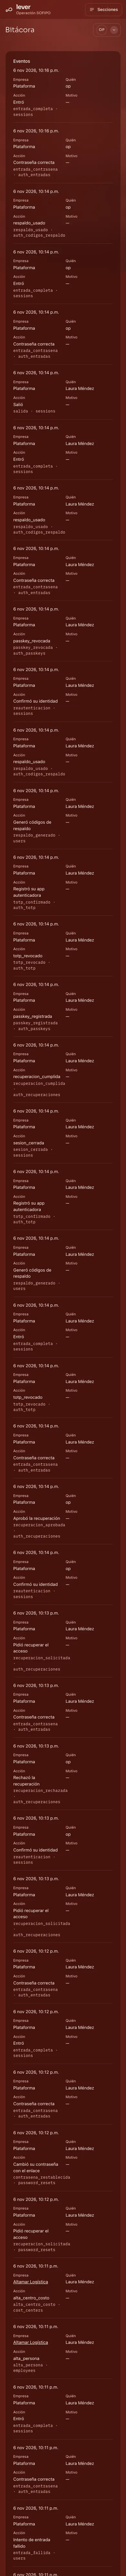 lever
Operación ACPIPO
Secciones
Bitácora
OP
Eventos
6 nov 2026, 10:16 p.m.
Empresa Quién
Plataforma op
Acción Motivo
Entró —
entrada_completa ·
sessions
6 nov 2026, 10:16 p.m.
Empresa Quién
Plataforma op
Acción Motivo
Contraseña correcta —
entrada_contrasena
· auth_entradas
6 nov 2026, 10:14 p.m.
Empresa Quién
Plataforma op
Acción Motivo
respaldo_usado —
respaldo_usado ·
auth_codigos_respaldo
6 nov 2026, 10:14 p.m.
Empresa Quién
Plataforma op
Acción Motivo
Entró —
entrada_completa ·
sessions
6 nov 2026, 10:14 p.m.
Empresa Quién
Plataforma op
Acción Motivo
Contraseña correcta —
entrada_contrasena
· auth_entradas
6 nov 2026, 10:14 p.m.
Empresa Quién
Plataforma Laura Méndez
Acción Motivo
Salió —
salida · sessions
6 nov 2026, 10:14 p.m.
Empresa Quién
Plataforma Laura Méndez
Acción Motivo
Entró —
entrada_completa ·
sessions
6 nov 2026, 10:14 p.m.
Empresa Quién
Plataforma Laura Méndez
Acción Motivo
respaldo_usado —
respaldo_usado ·
auth_codigos_respaldo
6 nov 2026, 10:14 p.m.
Empresa Quién
Plataforma Laura Méndez
Acción Motivo
Contraseña correcta —
entrada_contrasena
· auth_entradas
6 nov 2026, 10:14 p.m.
Empresa Quién
Plataforma Laura Méndez
Acción Motivo
passkey_revocada —
passkey_revocada ·
auth_passkeys
6 nov 2026, 10:14 p.m.
Empresa Quién
Plataforma Laura Méndez
Acción Motivo
Confirmó su identidad —
reautenticacion ·
sessions
6 nov 2026, 10:14 p.m.
Empresa Quién
Plataforma Laura Méndez
Acción Motivo
respaldo_usado —
respaldo_usado ·
auth_codigos_respaldo
6 nov 2026, 10:14 p.m.
Empresa Quién
Plataforma Laura Méndez
Acción Motivo
Generó códigos de —
respaldo
respaldo_generado ·
users
6 nov 2026, 10:14 p.m.
Empresa Quién
Plataforma Laura Méndez
Acción Motivo
Registró su app —
autenticadora
totp_confirmado ·
auth_totp
6 nov 2026, 10:14 p.m.
Empresa Quién
Plataforma Laura Méndez
Acción Motivo
totp_revocado —
totp_revocado ·
auth_totp
6 nov 2026, 10:14 p.m.
Empresa Quién
Plataforma Laura Méndez
Acción Motivo
passkey_registrada —
passkey_registrada
· auth_passkeys
6 nov 2026, 10:14 p.m.
Empresa Quién
Plataforma Laura Méndez
Acción Motivo
recuperacion_cumplida —
recuperacion_cumplida
·
auth_recuperaciones
6 nov 2026, 10:14 p.m.
Empresa Quién
Plataforma Laura Méndez
Acción Motivo
sesion_cerrada —
sesion_cerrada ·
sessions
6 nov 2026, 10:14 p.m.
Empresa Quién
Plataforma Laura Méndez
Acción Motivo
Registró su app —
autenticadora
totp_confirmado ·
auth_totp
6 nov 2026, 10:14 p.m.
Empresa Quién
Plataforma Laura Méndez
Acción Motivo
Generó códigos de —
respaldo
respaldo_generado ·
users
6 nov 2026, 10:14 p.m.
Empresa Quién
Plataforma Laura Méndez
Acción Motivo
Entró —
entrada_completa ·
sessions
6 nov 2026, 10:14 p.m.
Empresa Quién
Plataforma Laura Méndez
Acción Motivo
totp_revocado —
totp_revocado ·
auth_totp
6 nov 2026, 10:14 p.m.
Empresa Quién
Plataforma Laura Méndez
Acción Motivo
Contraseña correcta —
entrada_contrasena
· auth_entradas
6 nov 2026, 10:14 p.m.
Empresa Quién
Plataforma op
Acción Motivo
Aprobó la recuperación —
recuperacion_aprobada
·
auth_recuperaciones
6 nov 2026, 10:14 p.m.
Empresa Quién
Plataforma op
Acción Motivo
Confirmó su identidad —
reautenticacion ·
sessions
6 nov 2026, 10:13 p.m.
Empresa Quién
Plataforma Laura Méndez
Acción Motivo
Pidió recuperar el —
acceso
recuperacion_solicitada
·
auth_recuperaciones
6 nov 2026, 10:13 p.m.
Empresa Quién
Plataforma Laura Méndez
Acción Motivo
Contraseña correcta —
entrada_contrasena
· auth_entradas
6 nov 2026, 10:13 p.m.
Empresa Quién
Plataforma op
Acción Motivo
Rechazó la —
recuperación
recuperacion_rechazada
·
auth_recuperaciones
6 nov 2026, 10:13 p.m.
Empresa Quién
Plataforma op
Acción Motivo
Confirmó su identidad —
reautenticacion ·
sessions
6 nov 2026, 10:13 p.m.
Empresa Quién
Plataforma Laura Méndez
Acción Motivo
Pidió recuperar el —
acceso
recuperacion_solicitada
·
auth_recuperaciones
6 nov 2026, 10:12 p.m.
Empresa Quién
Plataforma Laura Méndez
Acción Motivo
Contraseña correcta —
entrada_contrasena
· auth_entradas
6 nov 2026, 10:12 p.m.
Empresa Quién
Plataforma Laura Méndez
Acción Motivo
Entró —
entrada_completa ·
sessions
6 nov 2026, 10:12 p.m.
Empresa Quién
Plataforma Laura Méndez
Acción Motivo
Contraseña correcta —
entrada_contrasena
· auth_entradas
6 nov 2026, 10:12 p.m.
Empresa Quién
Plataforma Laura Méndez
Acción Motivo
Cambió su contraseña —
con el enlace
contrasena_restablecida
· password_resets
6 nov 2026, 10:12 p.m.
Empresa Quién
Plataforma Laura Méndez
Acción Motivo
Pidió recuperar el —
acceso
recuperacion_solicitada
· password_resets
6 nov 2026, 10:11 p.m.
Empresa Quién
Altamar Logística Laura Méndez
Acción Motivo
alta_centro_costo —
alta_centro_costo ·
cost_centers
6 nov 2026, 10:11 p.m.
Empresa Quién
Altamar Logística Laura Méndez
Acción Motivo
alta_persona —
alta_persona ·
employees
6 nov 2026, 10:11 p.m.
Empresa Quién
Plataforma Laura Méndez
Acción Motivo
Entró —
entrada_completa ·
sessions
6 nov 2026, 10:11 p.m.
Empresa Quién
Plataforma Laura Méndez
Acción Motivo
Contraseña correcta —
entrada_contrasena
· auth_entradas
6 nov 2026, 10:11 p.m.
Empresa Quién
Plataforma Laura Méndez
Acción Motivo
Intento de entrada —
fallido
entrada_fallida ·
users
6 nov 2026, 10:11 p.m.